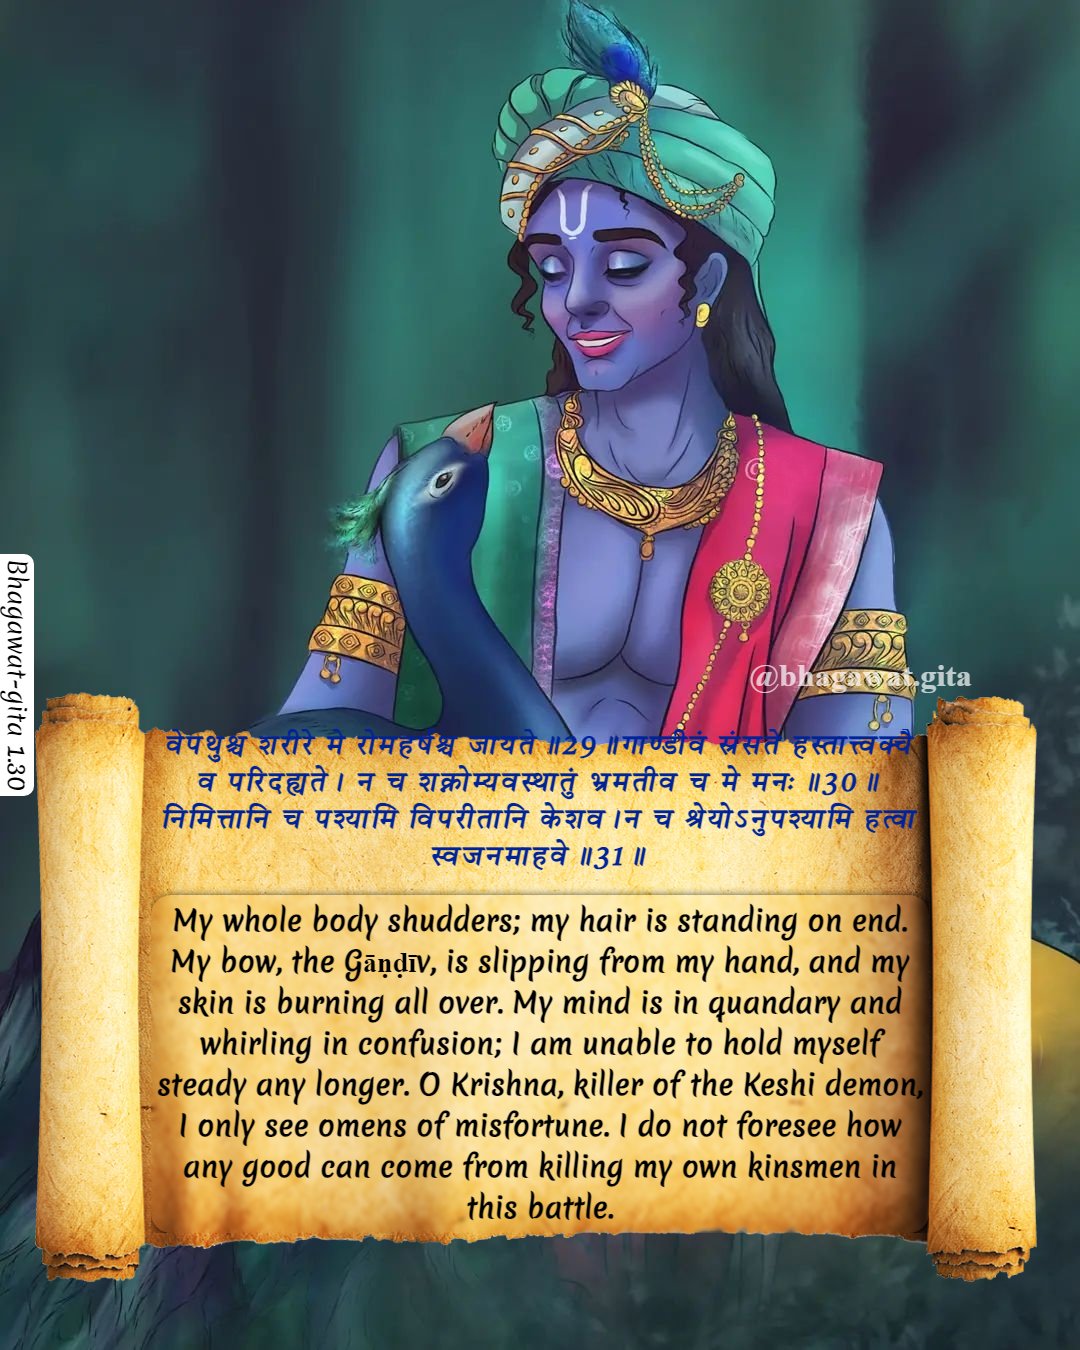 Bhagawat-gita 1.30
@bhagawat.gita
वेपथुश्च शरीरे मे रोमहर्षश्च जायते ॥29॥गाण्डीवं स्रंसते हस्तात्त्वक्चै
व परिदह्यते। न च शक्नोम्यवस्थातुं भ्रमतीव च मे मनः ॥30॥
निमित्तानि च पश्यामि विपरीतानि केशव।न च श्रेयोऽनुपश्यामि हत्वा
स्वजनमाहवे ॥31॥
My whole body shudders; my hair is standing on end.
My bow, the Gāṇḍīv, is slipping from my hand, and my
skin is burning all over. My mind is in quandary and
whirling in confusion; I am unable to hold myself
steady any longer. O Krishna, killer of the Keshi demon,
I only see omens of misfortune. I do not foresee how
any good can come from killing my own kinsmen in
this battle.